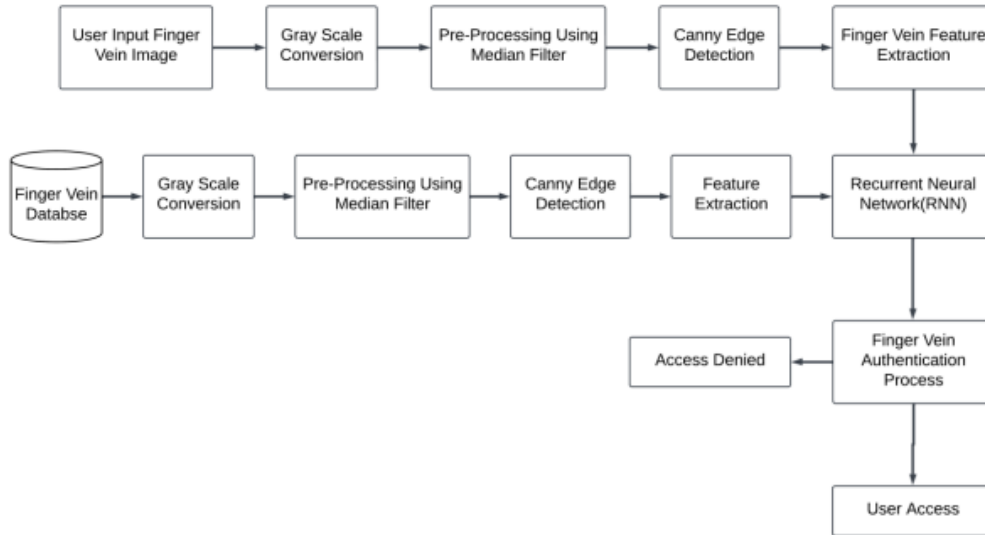 User Input Finger
Vein Image
Gray Scale
Conversion
Pre-Processing Using
Median Filter
Canny Edge
Detection
Finger Vein Feature
Extraction
Finger Vein
Databse
Gray Scale
Conversion
Pre-Processing Using
Median Filter
Canny Edge
Detection
Feature
Extraction
Recurrent Neural
Network(RNN)
Access Denied
Finger Vein
Authentication
Process
User Access